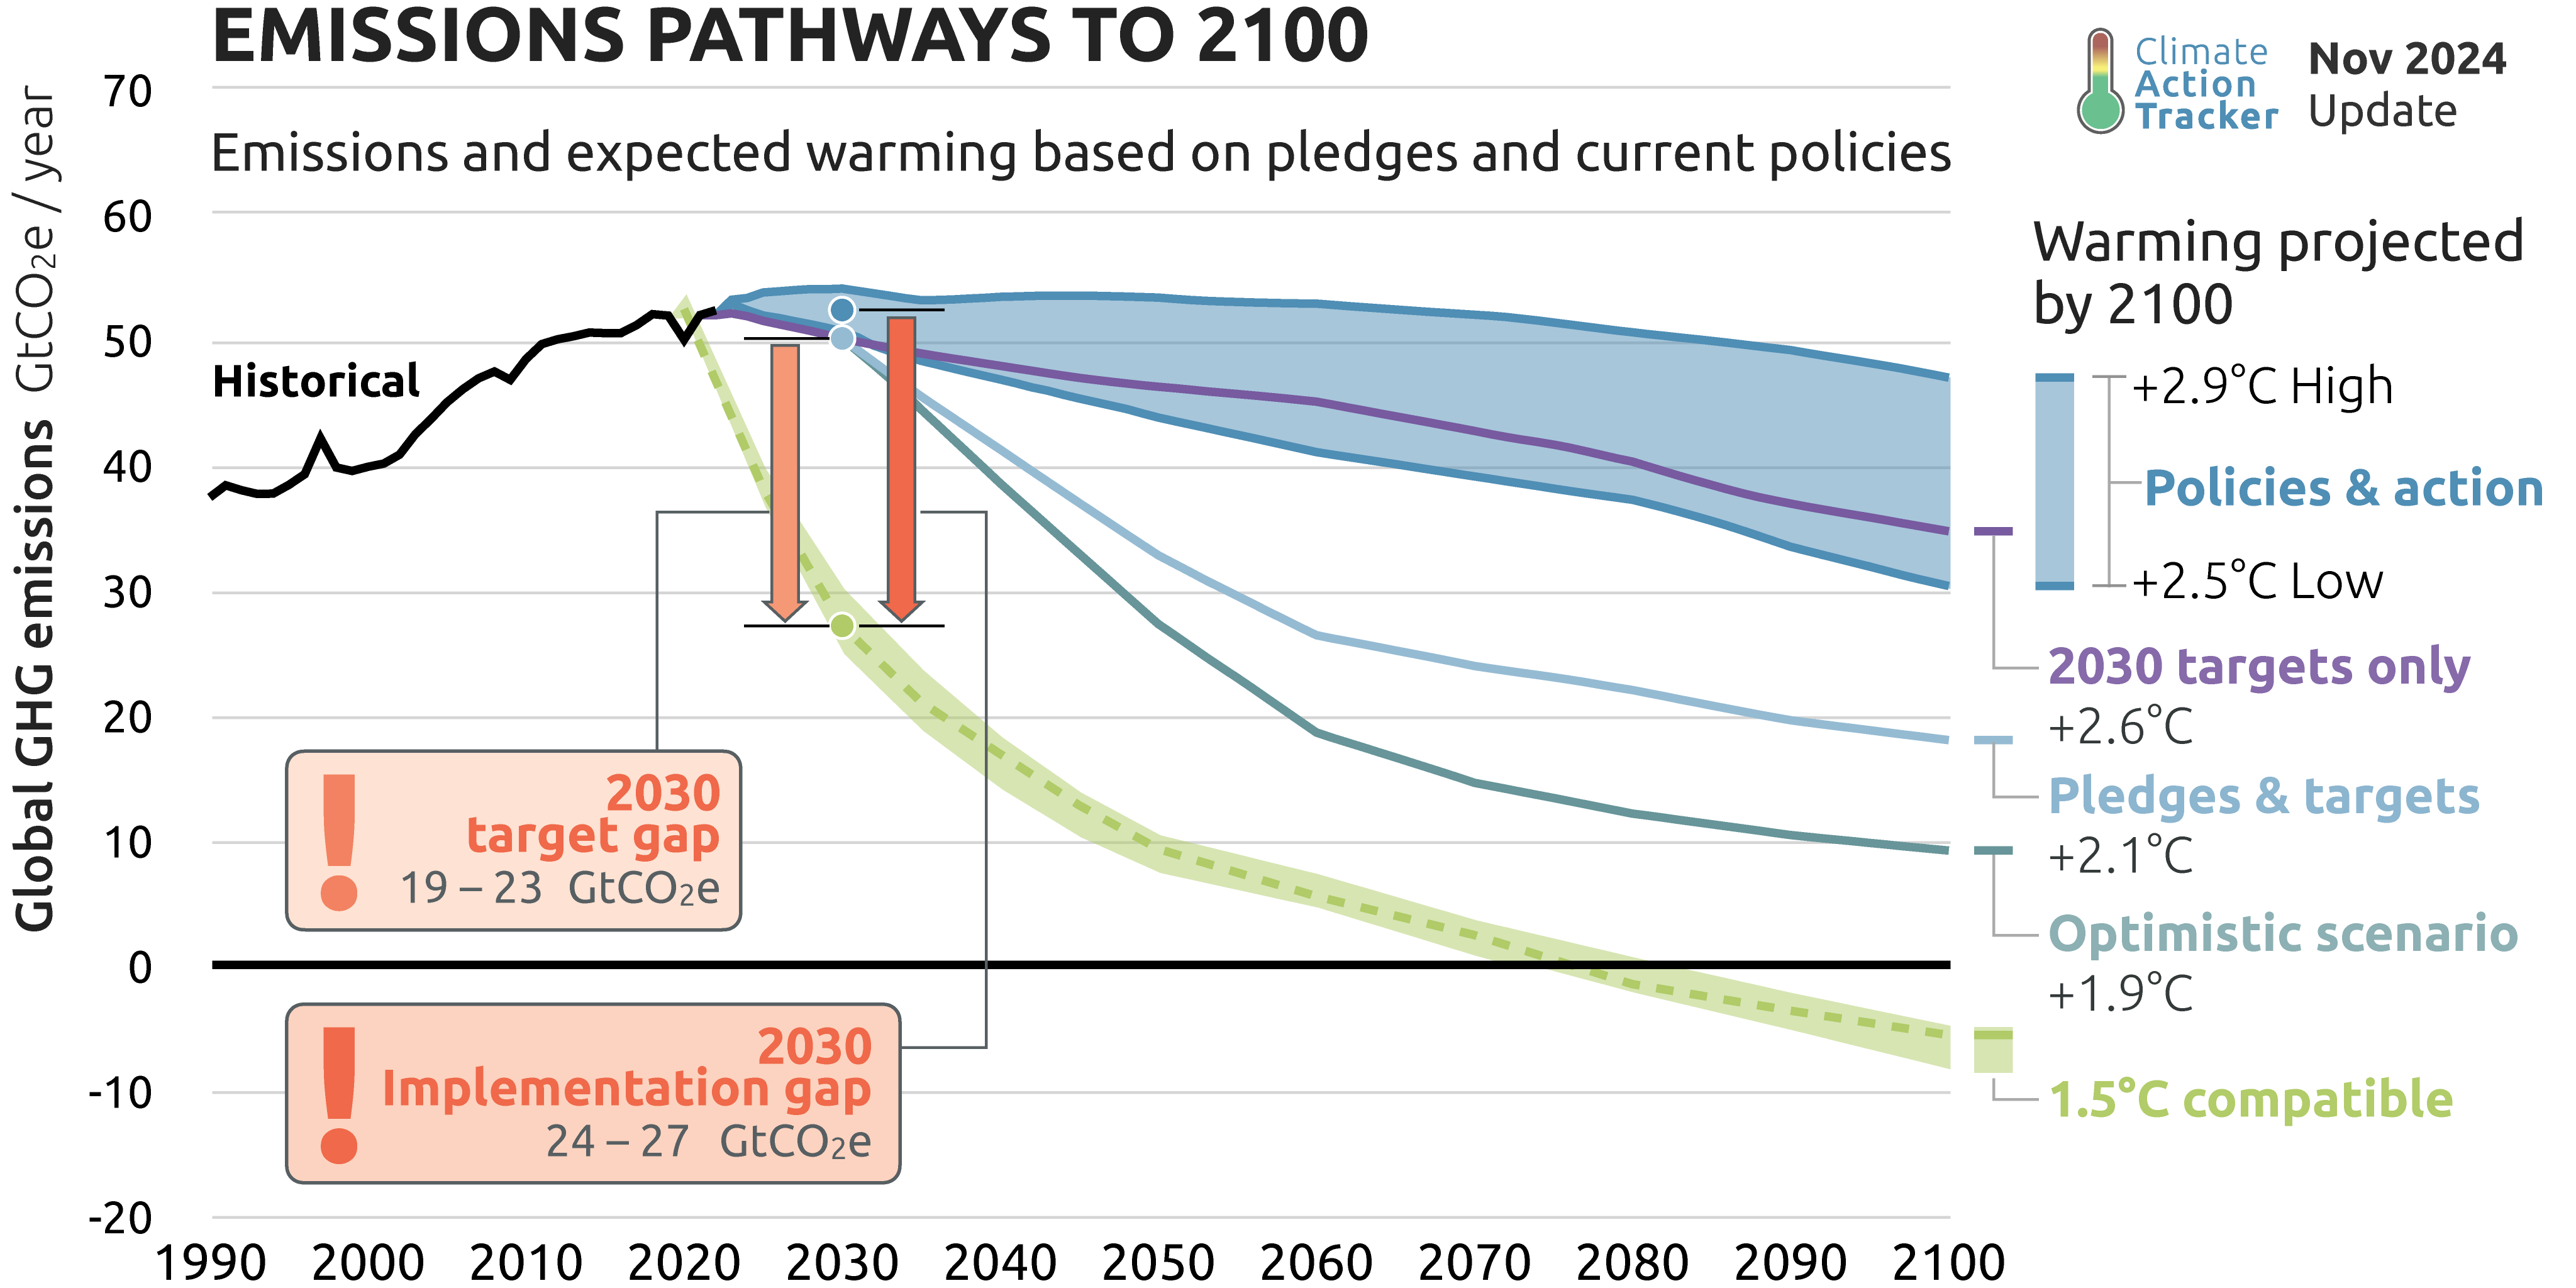 EMISSIONS PATHWAYS TO 2100
Climate
Action
Tracker
Nov 2024
Update
Emissions and expected warming based on pledges and current policies
Global GHG emissions GtCO₂e / year
70
60
50
40
30
20
10
0
-10
-20
1990
2000
2010
2020
2030
2040
2050
2060
2070
2080
2090
2100
Historical
2030
target gap
19 – 23 GtCO₂e
2030
Implementation gap
24 – 27 GtCO₂e
Warming projected
by 2100
+2.9°C High
Policies & action
+2.5°C Low
2030 targets only
+2.6°C
Pledges & targets
+2.1°C
Optimistic scenario
+1.9°C
1.5°C compatible